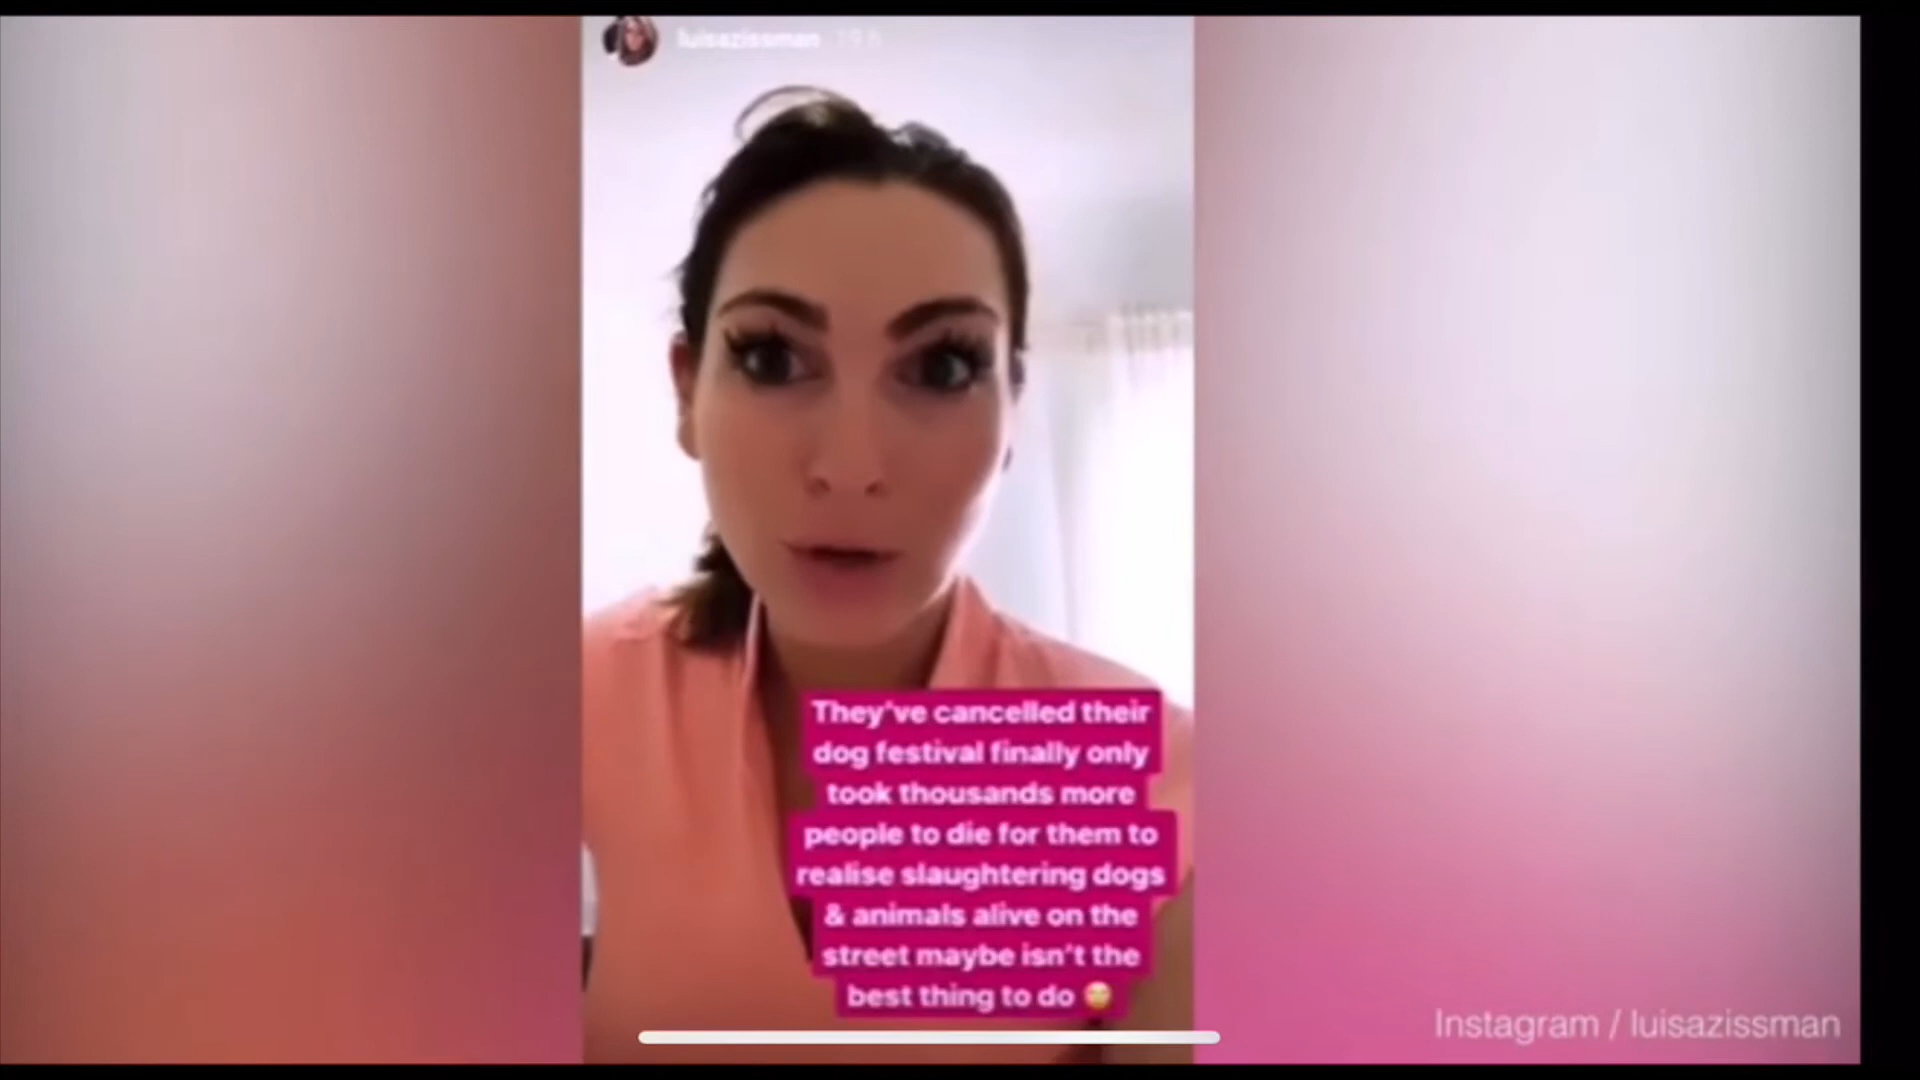 luisazissman 19 h
They've cancelled their
dog festival finally only
took thousands more
people to die for them to
realise slaughtering dogs
& animals alive on the
street maybe isn't the
best thing to do 🙄
Instagram / luisazissman